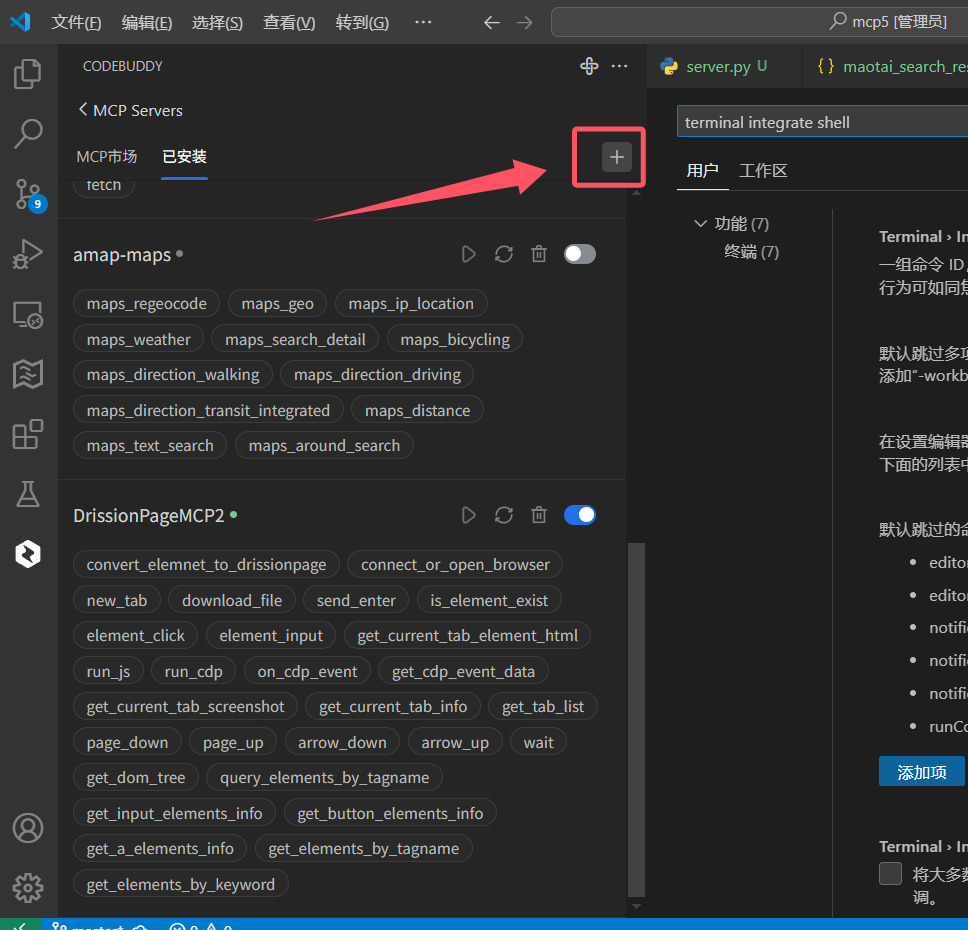 文件(F) 编辑(E) 选择(S) 查看(V) 转到(G) ··· mcp5 [管理员]
CODEBUDDY
server.py U
{} maotai_search_res
MCP Servers
terminal integrate shell
MCP市场 已安装
用户 工作区
fetch
功能 (7)
终端 (7)
amap-maps
maps_regeocode maps_geo maps_ip_location
maps_weather maps_search_detail maps_bicycling
maps_direction_walking maps_direction_driving
maps_direction_transit_integrated maps_distance
maps_text_search maps_around_search
DrissionPageMCP2
convert_elemnet_to_drissionpage connect_or_open_browser
new_tab download_file send_enter is_element_exist
element_click element_input get_current_tab_element_html
run_js run_cdp on_cdp_event get_cdp_event_data
get_current_tab_screenshot get_current_tab_info get_tab_list
page_down page_up arrow_down arrow_up wait
get_dom_tree query_elements_by_tagname
get_input_elements_info get_button_elements_info
get_a_elements_info get_elements_by_tagname
get_elements_by_keyword
Terminal › In
一组命令 ID,
行为可如同焦
默认跳过多项
添加“-workb
在设置编辑器
下面的列表中
默认跳过的命
editor
editor
notific
notific
notific
runCo
添加项
Terminal › In
将大多数
调。
9